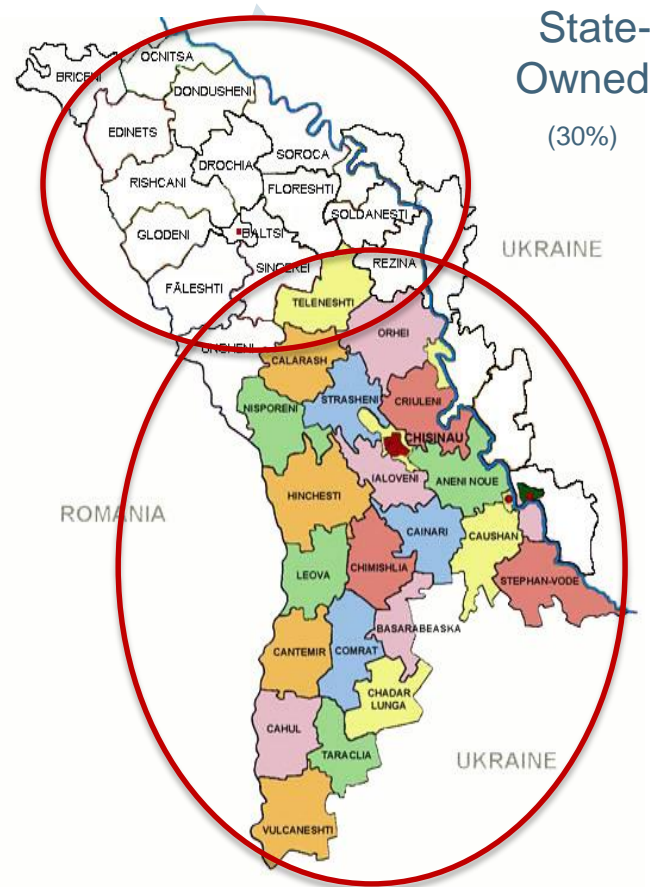 State-
Owned
(30%)
OCNITSA
BRICENI
DONDUSHENI
EDINETS
DROCHIA
SOROCA
RISHCANI
FLORESHTI
SOLDANESTI
GLODENI
BALTSI
UKRAINE
SINGEREI
REZINA
FĂLESHTI
TELENESHTI
ORHEI
UNGHENI
CALARASH
STRASHENI
CRIULENI
NISPORENI
CHISINAU
IALOVENI
ANENI NOUE
HINCHESTI
ROMANIA
CAINARI
CAUSHAN
CHIMISHLIA
LEOVA
STEPHAN-VODE
BASARABEASKA
CANTEMIR
COMRAT
CHADAR
LUNGA
CAHUL
TARACLIA
UKRAINE
VULCANESHTI